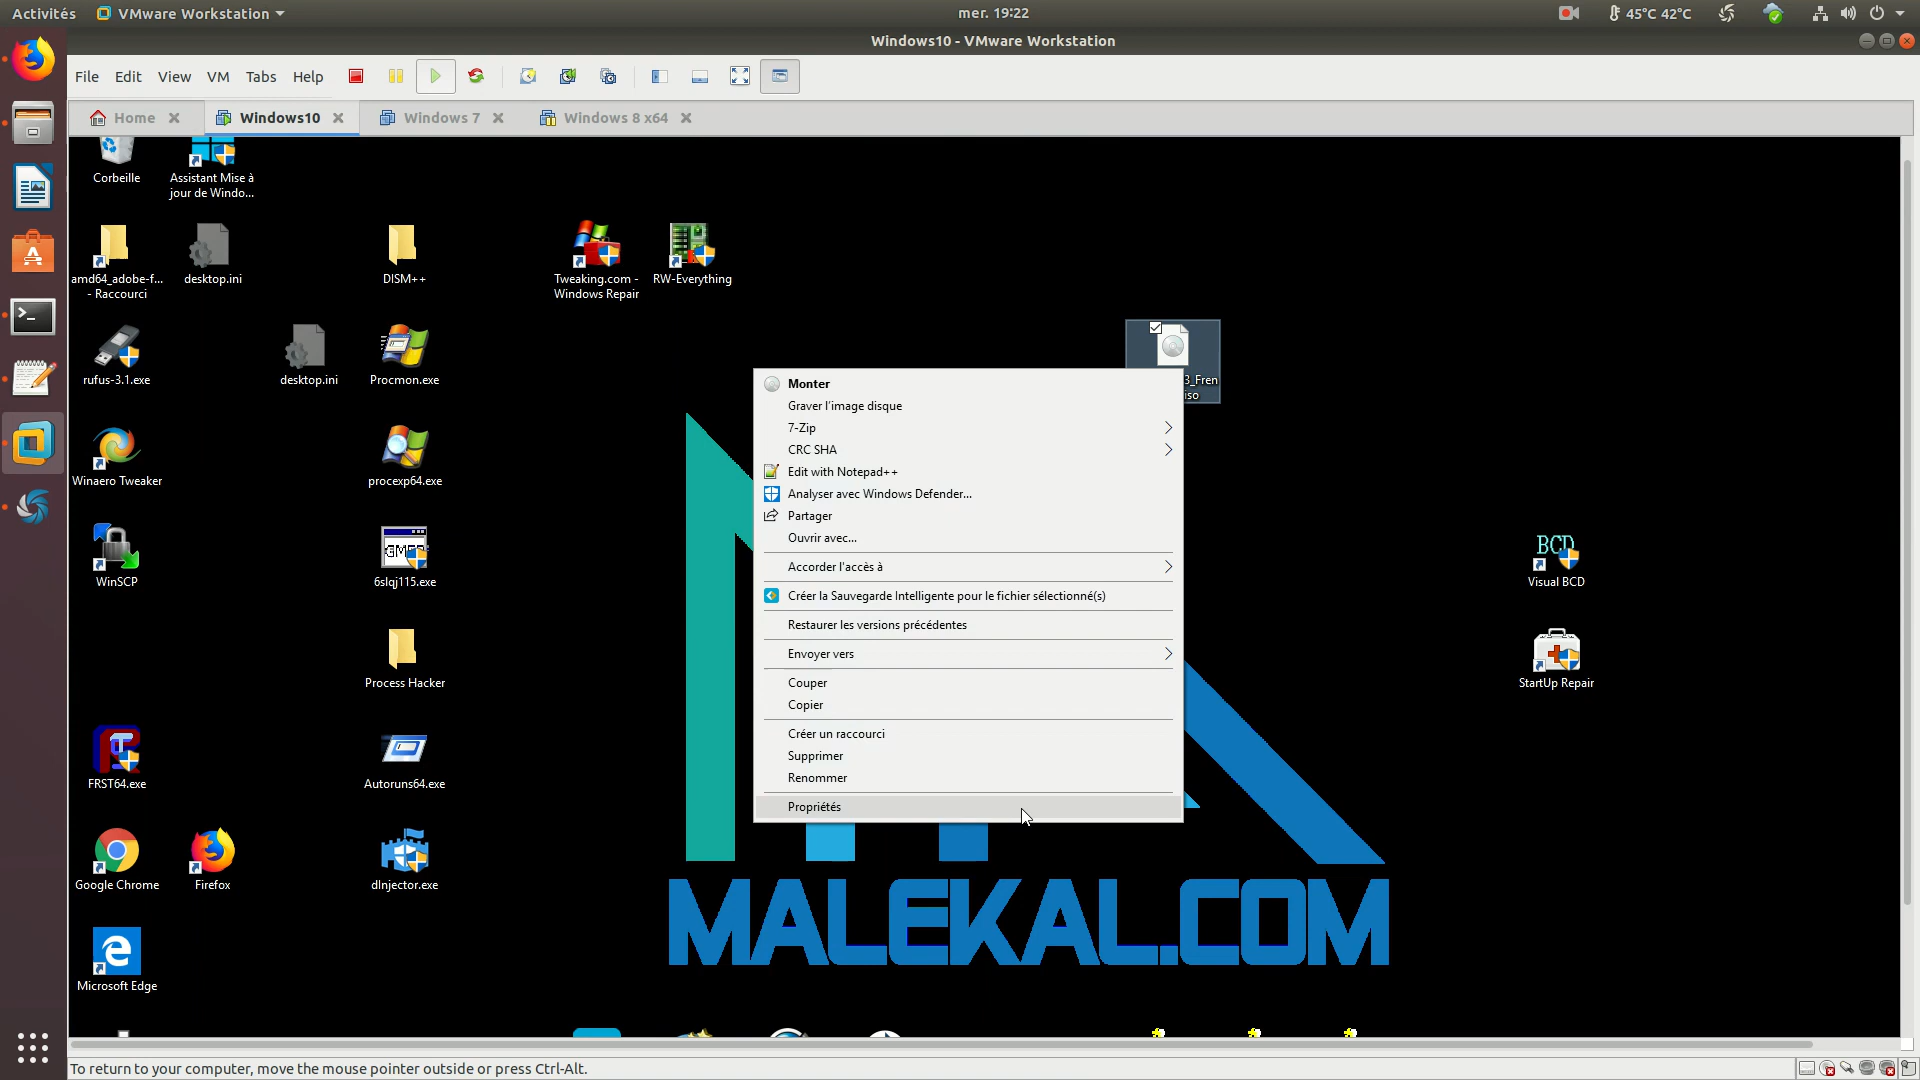 Activités
VMware Workstation
mer. 19:22
45°C 42°C
Windows10 - VMware Workstation
File Edit View VM Tabs Help
Home
Windows10
Windows 7
Windows 8 x64
Corbeille
Assistant Mise à
jour de Windo...
amd64_adobe-f...
- Raccourci
desktop.ini
DISM++
Tweaking.com -
Windows Repair
RW-Everything
rufus-3.1.exe
desktop.ini
Procmon.exe
3_Fren
iso
Monter
Graver l'image disque
7-Zip
CRC SHA
Edit with Notepad++
Analyser avec Windows Defender...
Partager
Ouvrir avec...
Accorder l'accès à
Créer la Sauvegarde Intelligente pour le fichier sélectionné(s)
Restaurer les versions précédentes
Envoyer vers
Couper
Copier
Créer un raccourci
Supprimer
Renommer
Propriétés
Winaero Tweaker
procexp64.exe
WinSCP
GMER
6slqj115.exe
BCD
Visual BCD
Process Hacker
StartUp Repair
FRST64.exe
Autoruns64.exe
Google Chrome
Firefox
dInjector.exe
MALEKAL.COM
Microsoft Edge
To return to your computer, move the mouse pointer outside or press Ctrl-Alt.